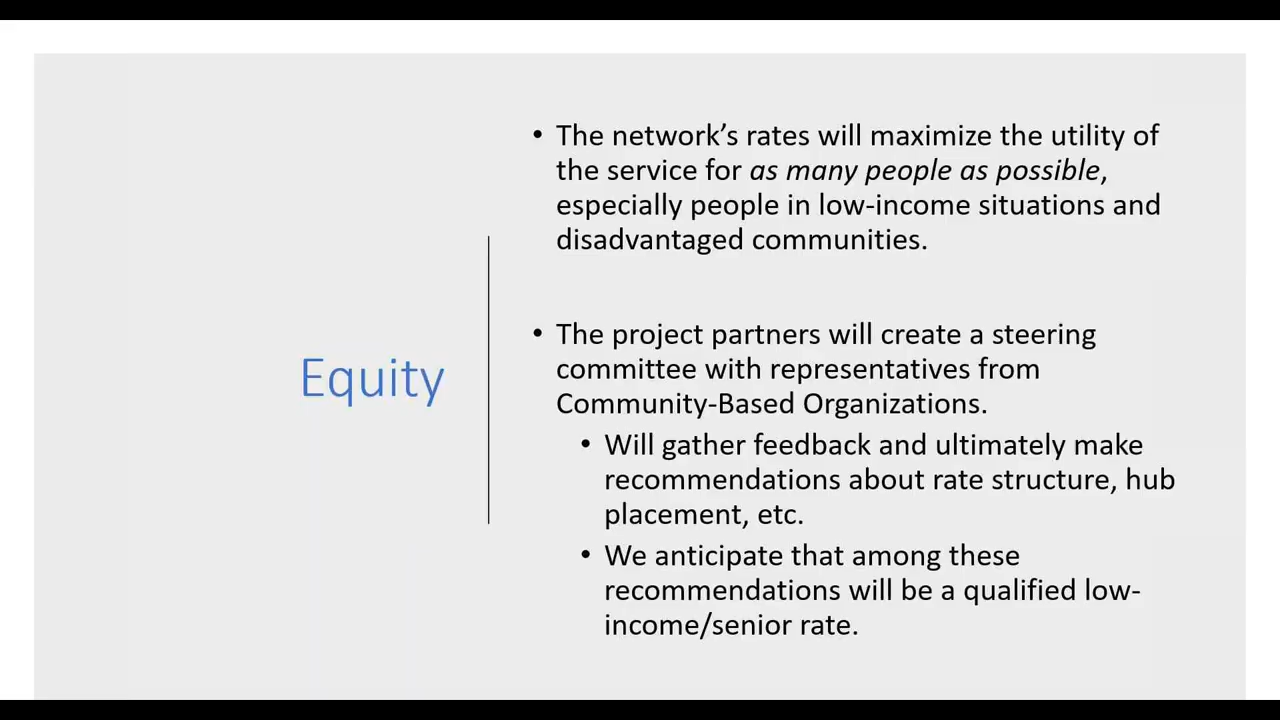 Equity
• The network's rates will maximize the utility of
the service for as many people as possible,
especially people in low-income situations and
disadvantaged communities.
• The project partners will create a steering
committee with representatives from
Community-Based Organizations.
• Will gather feedback and ultimately make
recommendations about rate structure, hub
placement, etc.
• We anticipate that among these
recommendations will be a qualified low-
income/senior rate.